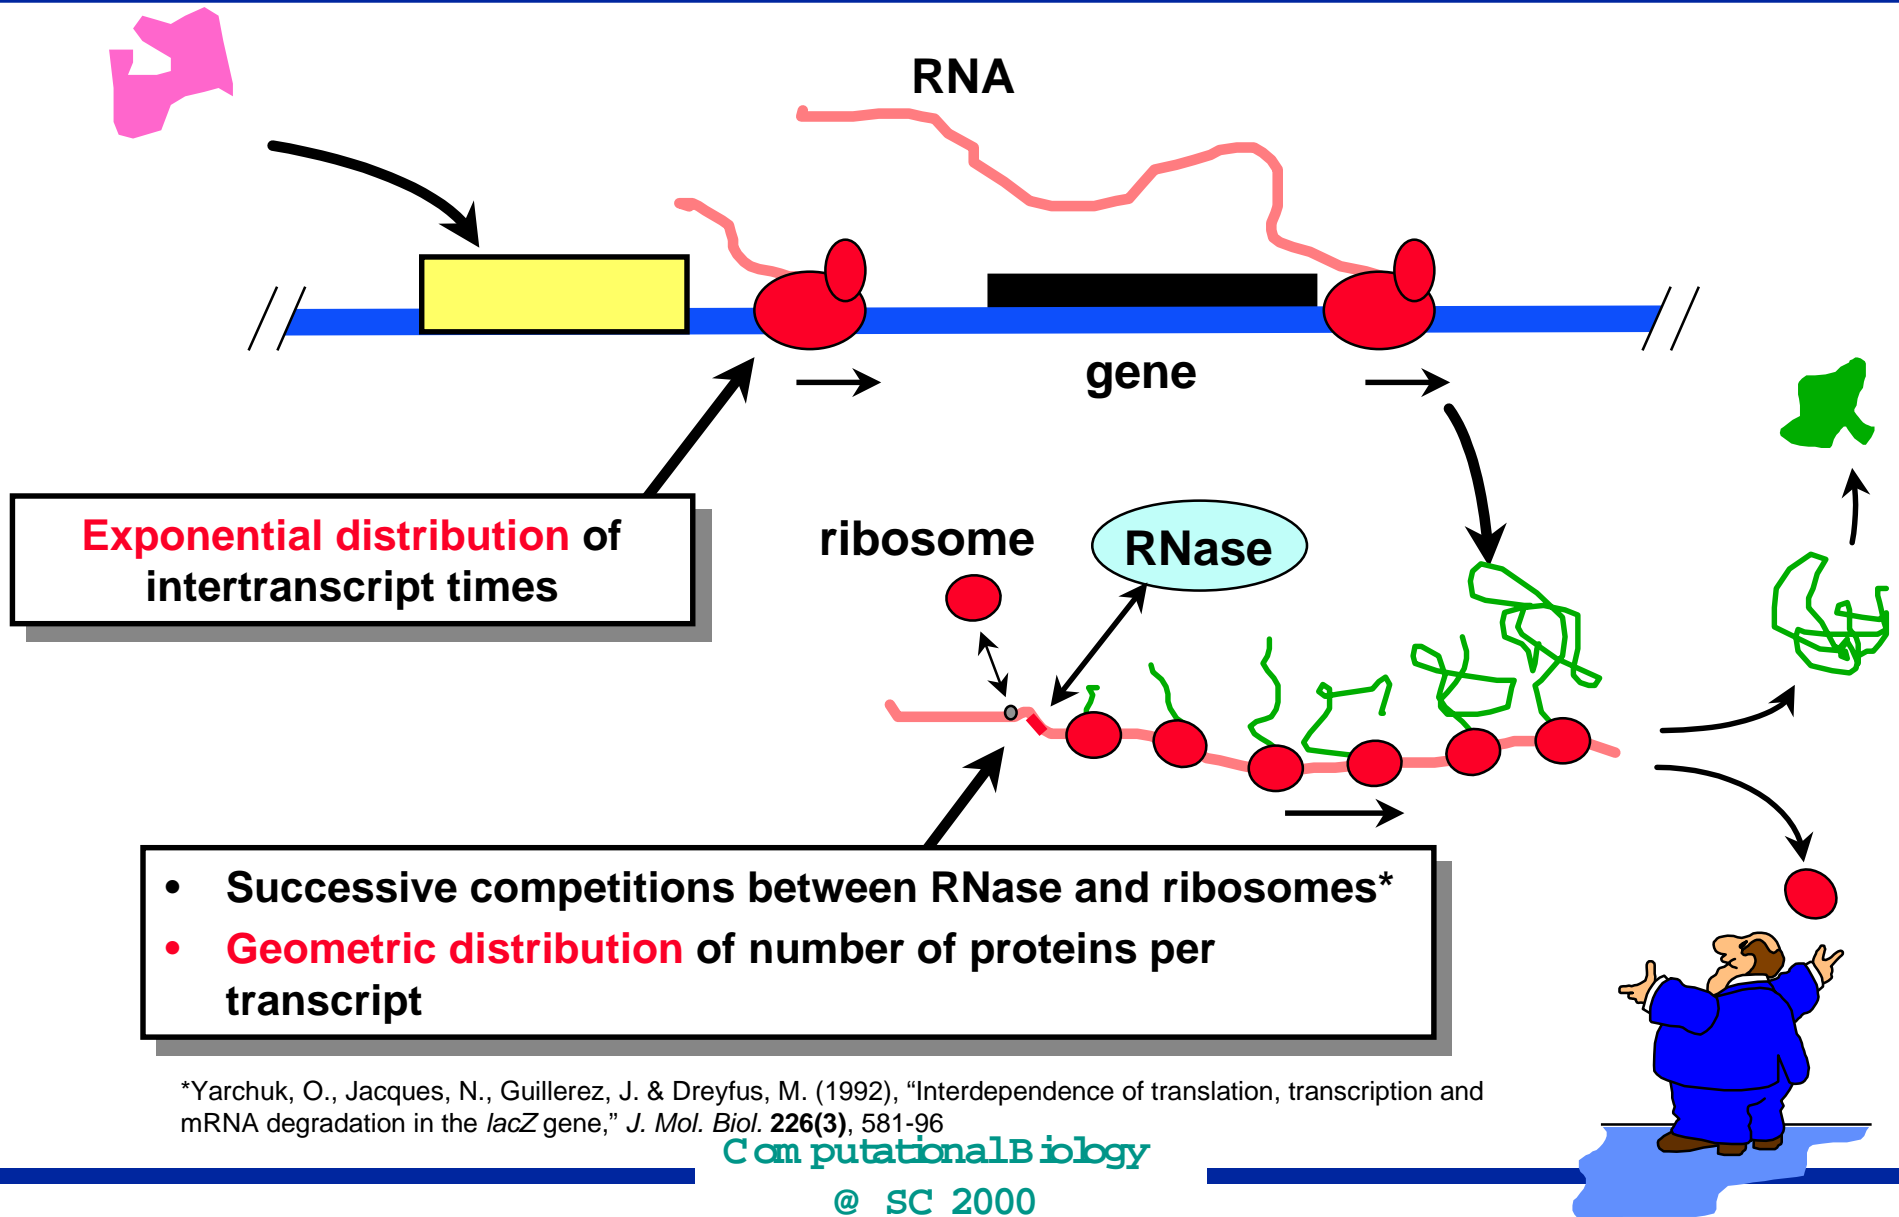 RNA
gene
Exponential distribution of
intertranscript times
ribosome
RNase
• Successive competitions between RNase and ribosomes*
• Geometric distribution of number of proteins per
transcript
*Yarchuk, O., Jacques, N., Guillerez, J. & Dreyfus, M. (1992), “Interdependence of translation, transcription and
mRNA degradation in the lacZ gene,” J. Mol. Biol. 226(3), 581-96
Computational Biology
@ SC 2000